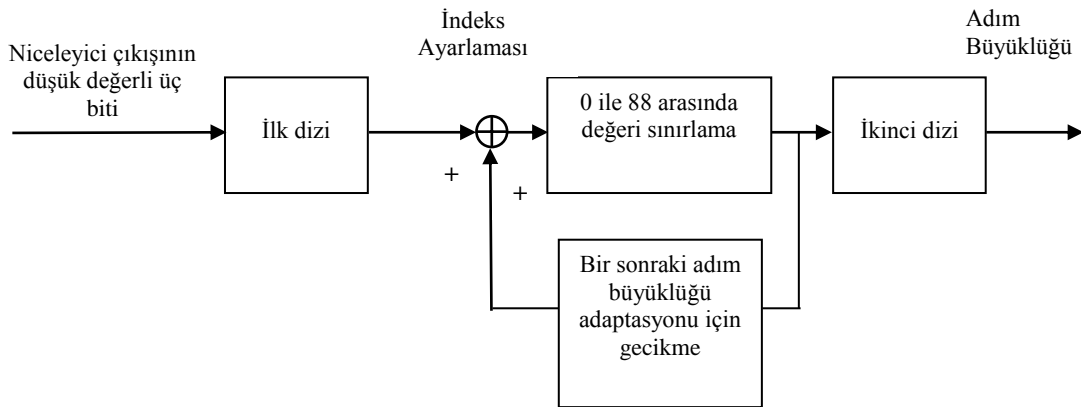 Niceleyici çıkışının
düşük değerli üç
biti
İlk dizi
İndeks
Ayarlaması
+
+
0 ile 88 arasında
değeri sınırlama
İkinci dizi
Adım
Büyüklüğü
Bir sonraki adım
büyüklüğü
adaptasyonu için
gecikme